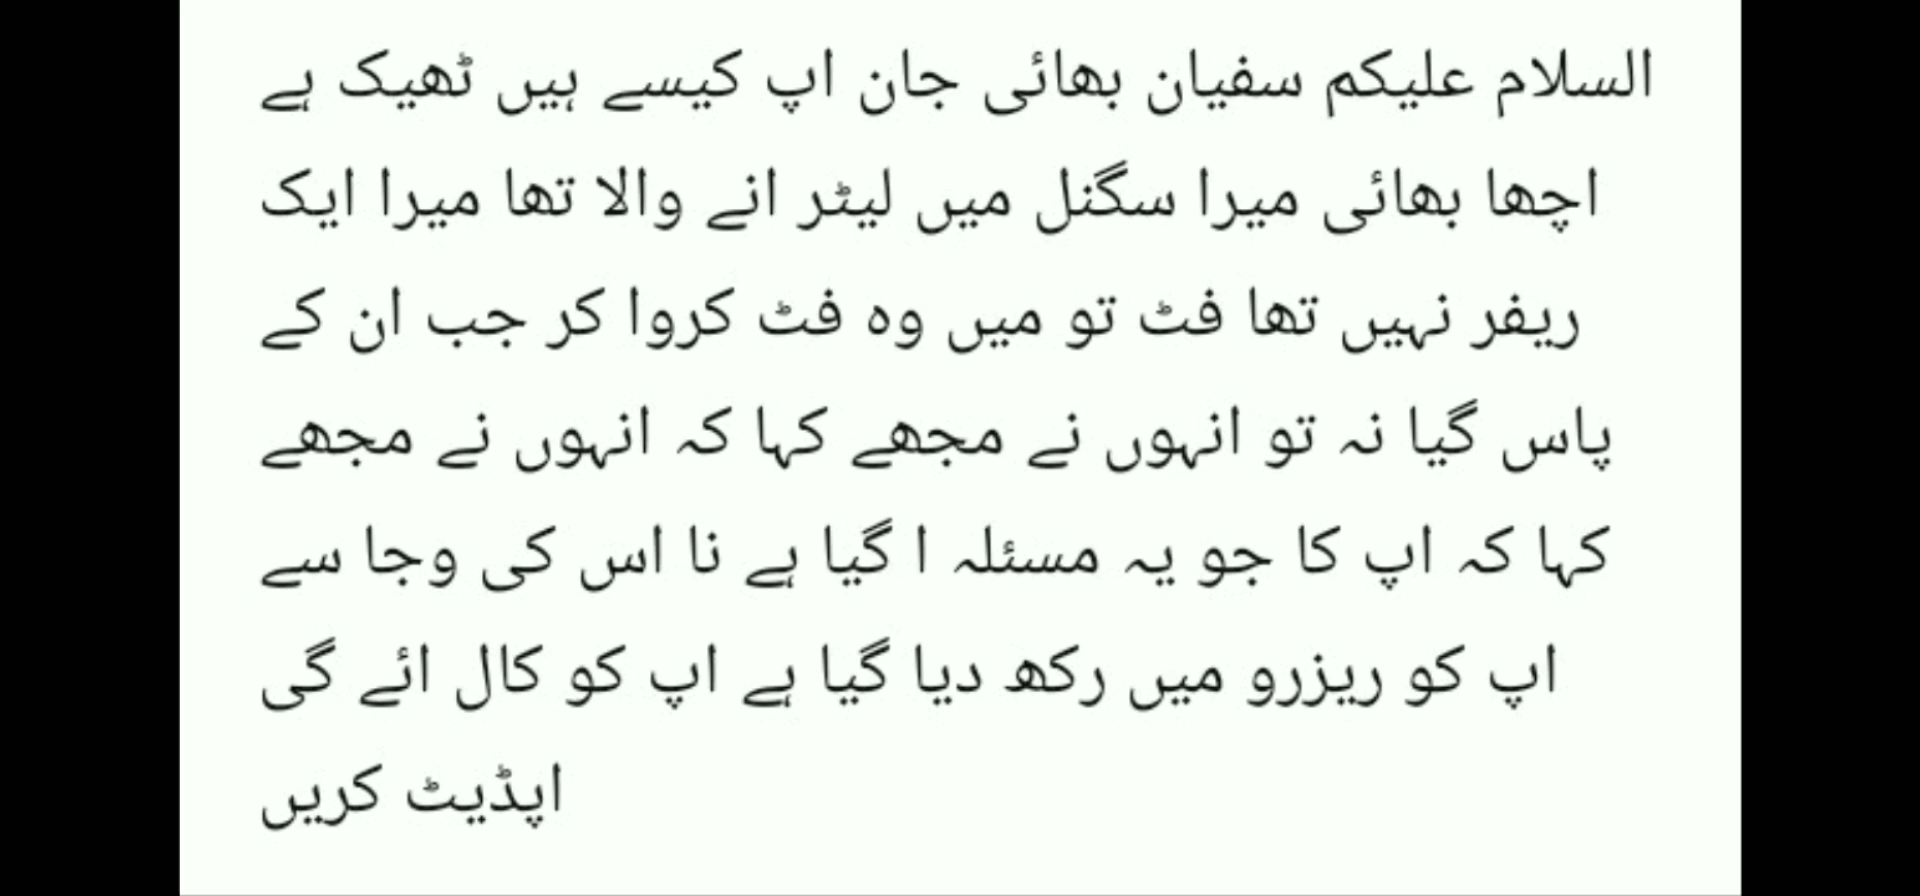 السلام علیکم سفیان بھائی جان اپ کیسے ہیں ٹھیک ہے
اچھا بھائی میرا سگنل میں لیٹر انے والا تھا میرا ایک
ریفر نہیں تھا فٹ تو میں وہ فٹ کروا کر جب ان کے
پاس گیا نہ تو انہوں نے مجھے کہا کہ انہوں نے مجھے
کہا کہ اپ کا جو یہ مسئلہ ا گیا ہے نا اس کی وجا سے
اپ کو ریزرو میں رکھ دیا گیا ہے اپ کو کال ائے گی
اپڈیٹ کریں